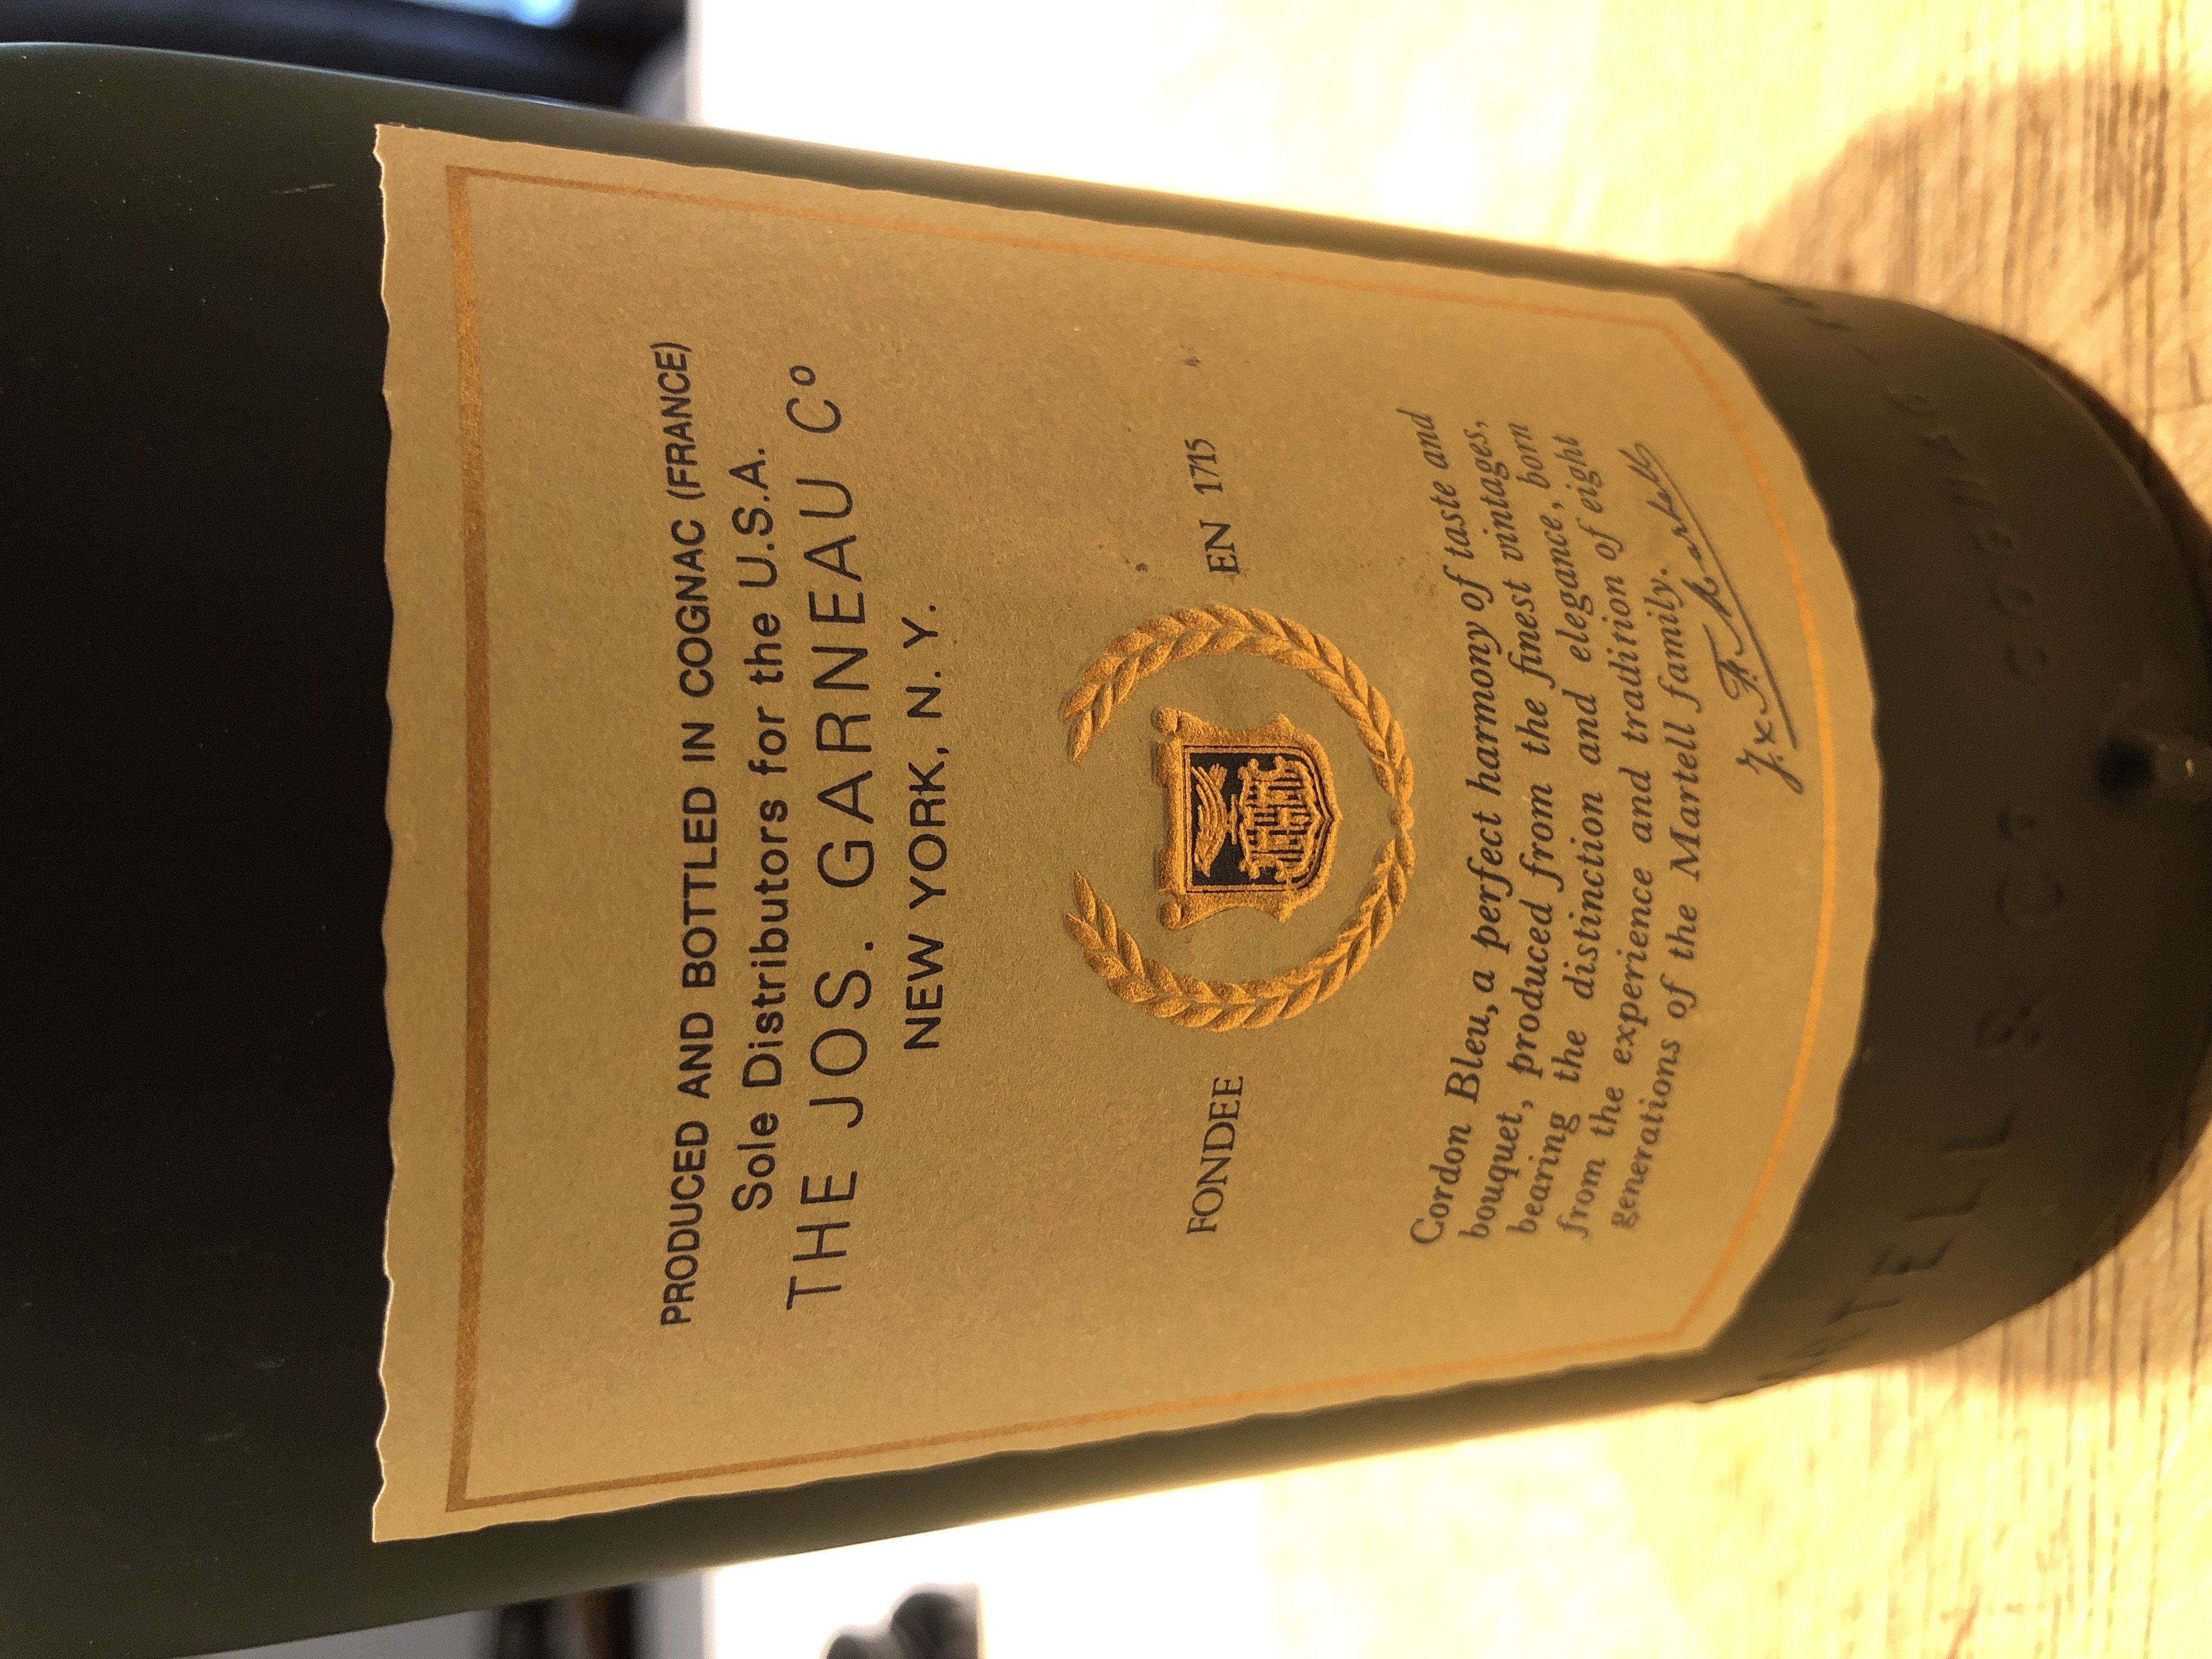 PRODUCED AND BOTTLED IN COGNAC (FRANCE)
Sole Distributors for the U.S.A.
THE JOS. GARNEAU Cº
NEW YORK, N. Y.
FONDEE EN 1715
Cordon Bleu, a perfect harmony of taste and
bouquet, produced from the finest vintages,
bearing the distinction and elegance, born
from the experience and tradition of eight
generations of the Martell family.
J. & F. Martell